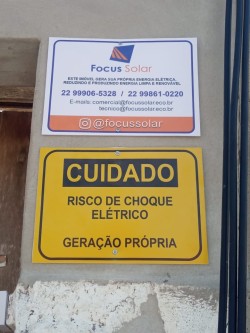 Focus Solar
ESTE IMÓVEL GERA SUA PRÓPRIA ENERGIA ELÉTRICA,
REDUZINDO E PRODUZINDO ENERGIA LIMPA E RENOVÁVEL.
22 99906-5328 / 22 99861-0220
E-mails: comercial@focussolar.eco.br
tecnico@focussolar.eco.br
@focussolar
CUIDADO
RISCO DE CHOQUE
ELÉTRICO
GERAÇÃO PRÓPRIA